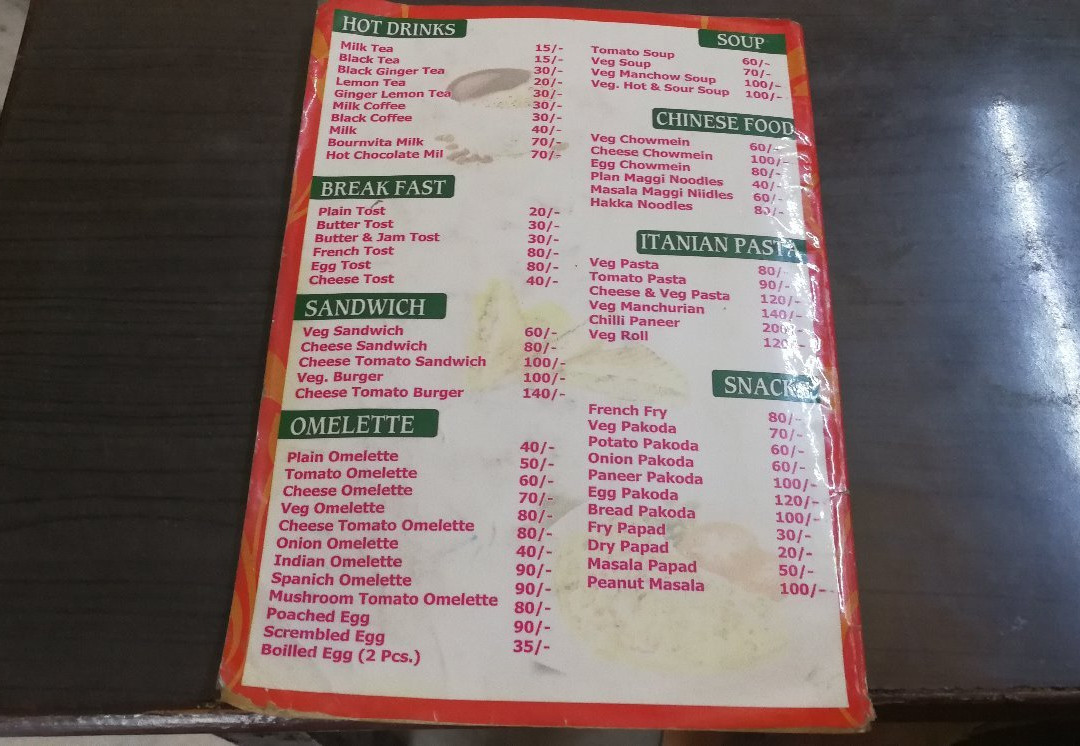 HOT DRINKS
Milk Tea 15/-
Black Tea 15/-
Black Ginger Tea 30/-
Lemon Tea 20/-
Ginger Lemon Tea 30/-
Milk Coffee 30/-
Black Coffee 30/-
Milk 40/-
Bournvita Milk 70/-
Hot Chocolate Mil 70/-
BREAK FAST
Plain Tost 20/-
Butter Tost 30/-
Butter & Jam Tost 30/-
French Tost 80/-
Egg Tost 80/-
Cheese Tost 40/-
SANDWICH
Veg Sandwich 60/-
Cheese Sandwich 80/-
Cheese Tomato Sandwich 100/-
Veg. Burger 100/-
Cheese Tomato Burger 140/-
OMELETTE
Plain Omelette 40/-
Tomato Omelette 50/-
Cheese Omelette 60/-
Veg Omelette 70/-
Cheese Tomato Omelette 80/-
Onion Omelette 80/-
Indian Omelette 40/-
Spanich Omelette 90/-
Mushroom Tomato Omelette 90/-
Poached Egg 80/-
Scrembled Egg 90/-
Boilled Egg (2 Pcs.) 35/-
SOUP
Tomato Soup 60/-
Veg Soup 70/-
Veg Manchow Soup 100/-
Veg. Hot & Sour Soup 100/-
CHINESE FOOD
Veg Chowmein 60/-
Cheese Chowmein 100/-
Egg Chowmein 80/-
Plan Maggi Noodles 40/-
Masala Maggi Niidles 60/-
Hakka Noodles 80/-
ITANIAN PASTA
Veg Pasta 80/-
Tomato Pasta 90/-
Cheese & Veg Pasta 120/-
Veg Manchurian 140/-
Chilli Paneer 200/-
Veg Roll 120/-
SNACKS
French Fry 80/-
Veg Pakoda 70/-
Potato Pakoda 60/-
Onion Pakoda 60/-
Paneer Pakoda 100/-
Egg Pakoda 120/-
Bread Pakoda 100/-
Fry Papad 30/-
Dry Papad 20/-
Masala Papad 50/-
Peanut Masala 100/-